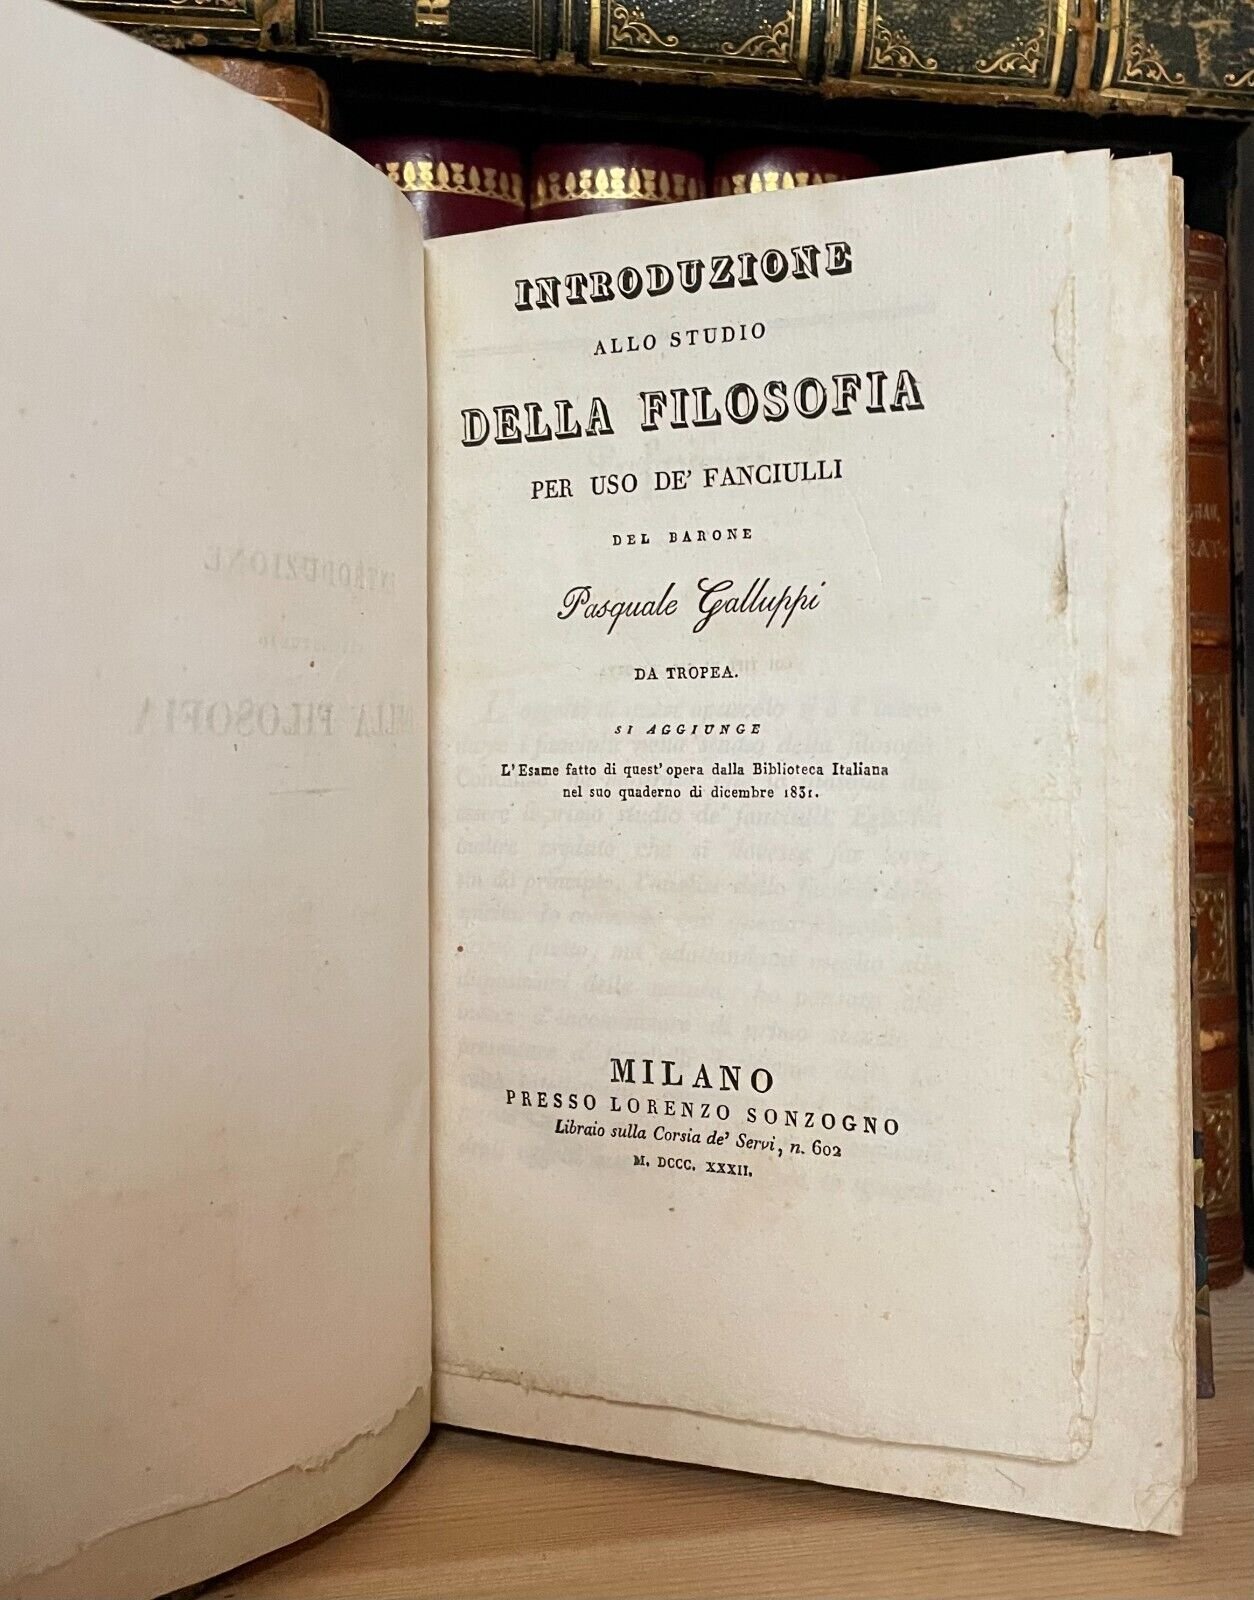 INTRODUZIONE
ALLO STUDIO
DELLA FILOSOFIA
PER USO DE' FANCIULLI
DEL BARONE
Pasquale Galluppi
DA TROPEA.
SI AGGIUNGE
L'Esame fatto di quest' opera dalla Biblioteca Italiana
nel suo quaderno di dicembre 1831.
MILANO
PRESSO LORENZO SONZOGNO
Libraio sulla Corsia de' Servi, n. 602
M. DCCC. XXXII.